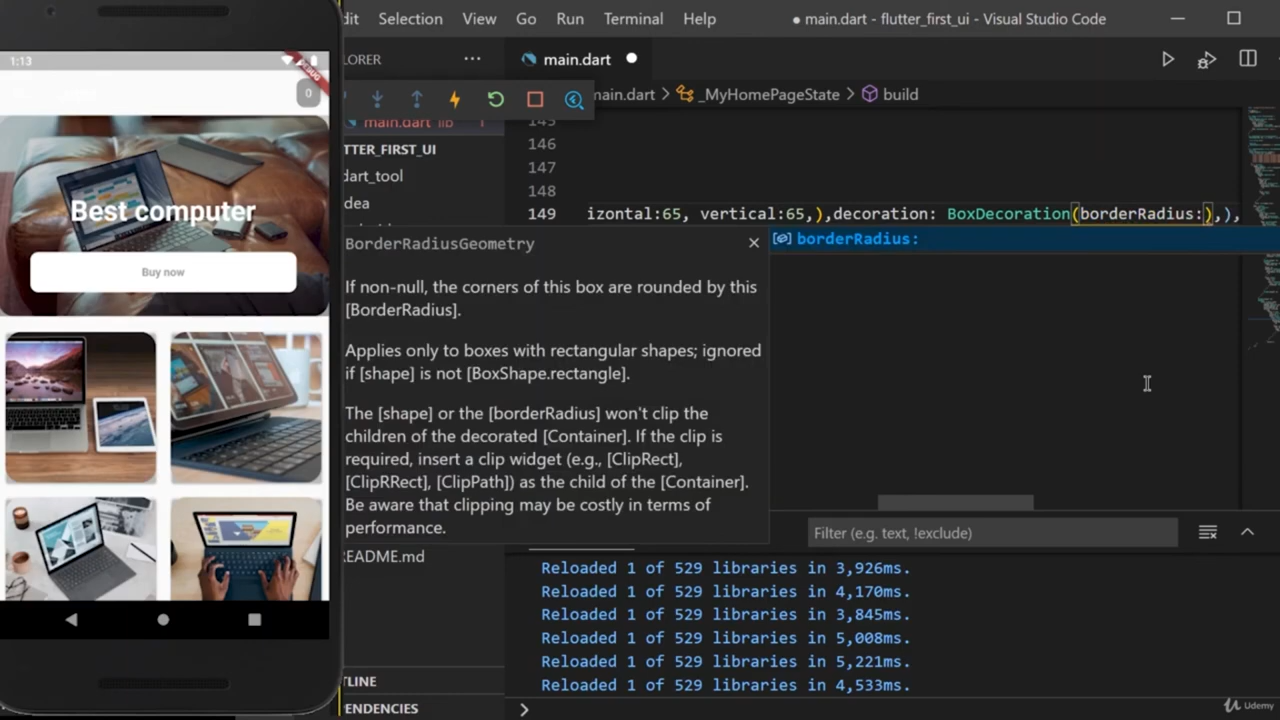 1:13
DEBUG
0
Best computer
Buy now
dit Selection View Go Run Terminal Help
● main.dart - flutter_first_ui - Visual Studio Code
LORER
main.dart
main.dart > _MyHomePageState > build
main.dart lib 1
TTER_FIRST_UI
dart_tool
dea
145
146
147
148
149 izontal:65, vertical:65,),decoration: BoxDecoration(borderRadius:),),
borderRadius:
BorderRadiusGeometry
If non-null, the corners of this box are rounded by this
[BorderRadius].
Applies only to boxes with rectangular shapes; ignored
if [shape] is not [BoxShape.rectangle].
The [shape] or the [borderRadius] won't clip the
children of the decorated [Container]. If the clip is
required, insert a clip widget (e.g., [ClipRect],
[ClipRRect], [ClipPath]) as the child of the [Container].
Be aware that clipping may be costly in terms of
performance.
README.md
Filter (e.g. text, !exclude)
Reloaded 1 of 529 libraries in 3,926ms.
Reloaded 1 of 529 libraries in 4,170ms.
Reloaded 1 of 529 libraries in 3,845ms.
Reloaded 1 of 529 libraries in 5,008ms.
Reloaded 1 of 529 libraries in 5,221ms.
Reloaded 1 of 529 libraries in 4,533ms.
TLINE
ENDENCIES
Udemy